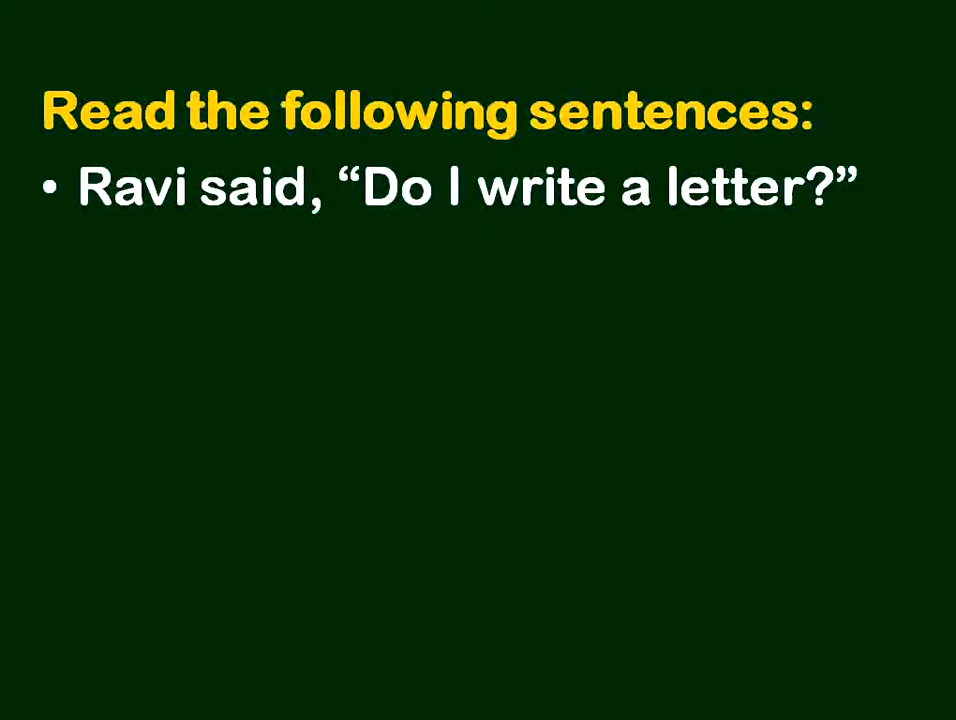 Read the following sentences:
• Ravi said, “Do I write a letter?”